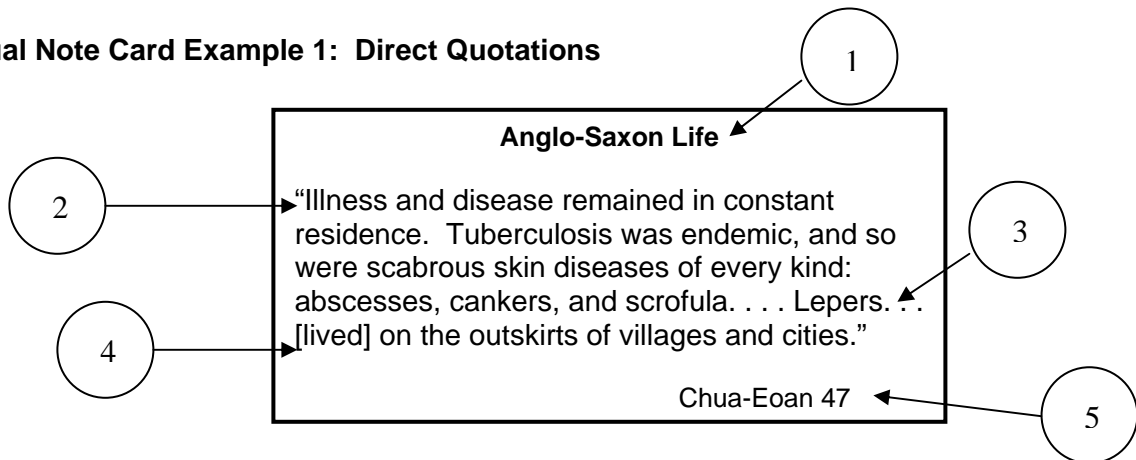 ual Note Card Example 1: Direct Quotations
1
Anglo-Saxon Life
2
“Illness and disease remained in constant
residence. Tuberculosis was endemic, and so
3
were scabrous skin diseases of every kind:
abscesses, cankers, and scrofula. . . . Lepers. . .
[lived] on the outskirts of villages and cities.”
4
Chua-Eoan 47
5